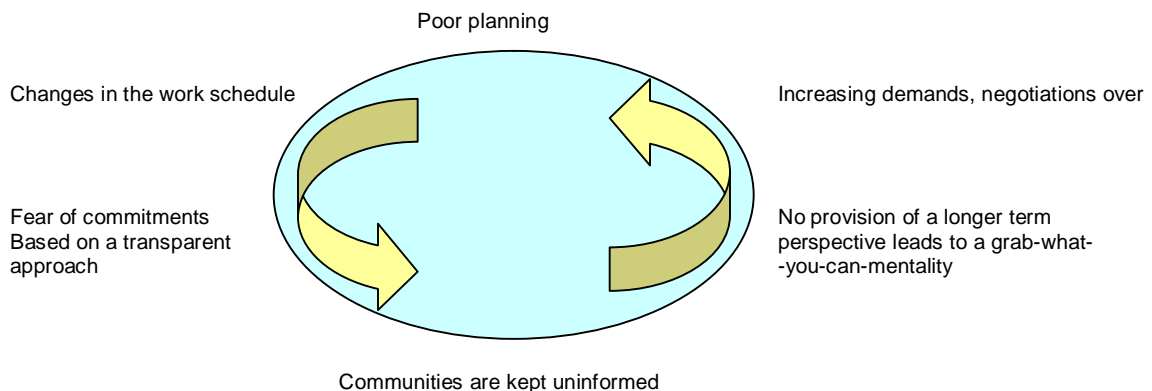 Poor planning
Changes in the work schedule
Increasing demands, negotiations over
Fear of commitments
Based on a transparent
approach
No provision of a longer term
perspective leads to a grab-what-
-you-can-mentality
Communities are kept uninformed